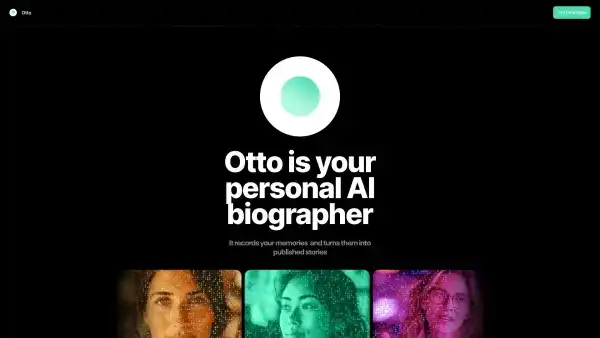 Otto
Otto is your
personal AI
biographer
It records your memories and turns them into
published stories